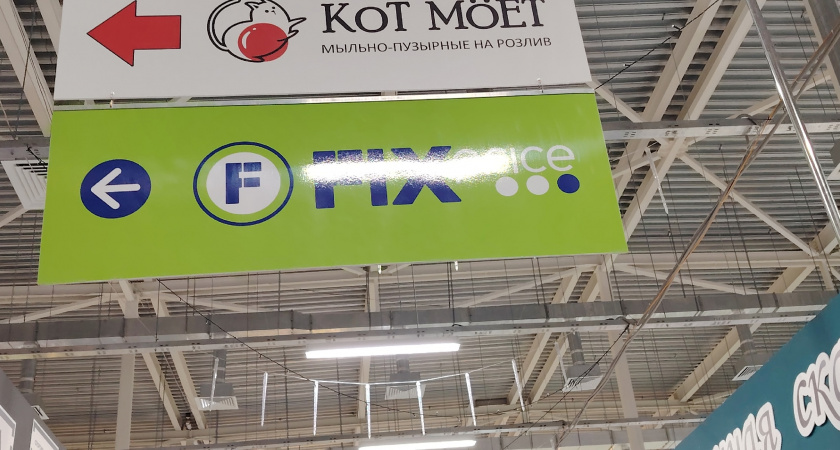 КОТ МОЁТ
МЫЛЬНО-ПУЗЫРНЫЕ НА РОЗЛИВ
F FIX price